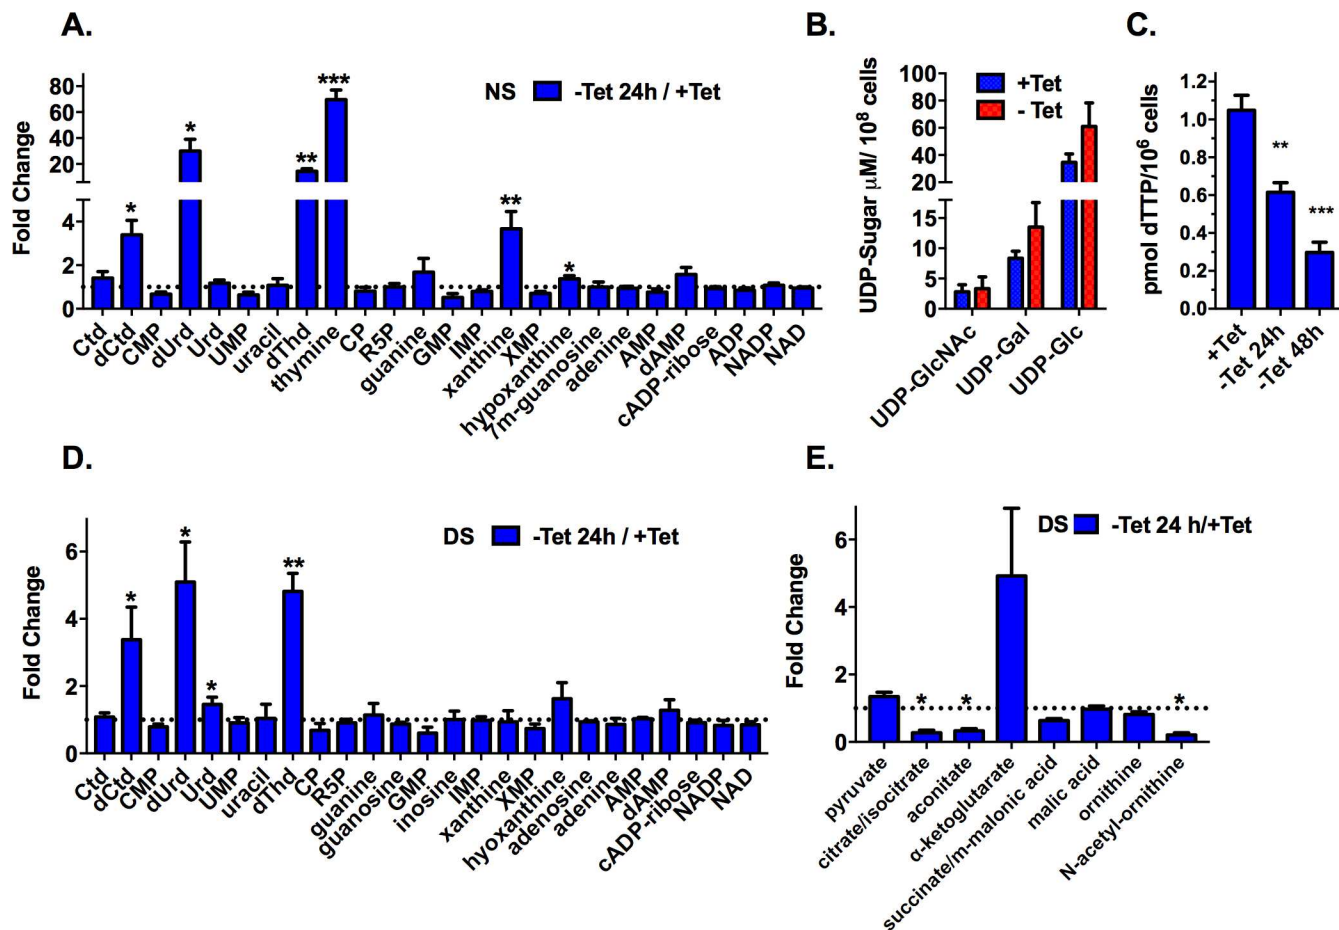 A.
Fold Change
80
60
40
20
4
2
0
NS -Tet 24h / +Tet
*
*
**
***
**
*
Ctd
dCtd
CMP
dUrd
Urd
UMP
uracil
dThd
thymine
CP
R5P
guanine
GMP
IMP
xanthine
XMP
hypoxanthine
7m-guanosine
adenine
AMP
dAMP
cADP-ribose
ADP
NADP
NAD
B.
UDP-Sugar μM/ 10⁸ cells
100
80
60
40
20
15
10
5
0
+Tet
- Tet
UDP-GlcNAc
UDP-Gal
UDP-Glc
C.
pmol dTTP/10⁶ cells
1.2
1.0
0.8
0.6
0.4
0.2
0.0
**
***
+Tet
-Tet 24h
-Tet 48h
D.
Fold Change
6
4
2
0
DS -Tet 24h / +Tet
*
*
*
**
Ctd
dCtd
CMP
dUrd
Urd
UMP
uracil
dThd
CP
R5P
guanine
guanosine
GMP
inosine
IMP
xanthine
XMP
hyoxanthine
adenosine
adenine
AMP
dAMP
cADP-ribose
NADP
NAD
E.
Fold Change
6
4
2
0
DS -Tet 24 h/+Tet
*
*
*
pyruvate
citrate/isocitrate
aconitate
α-ketoglutarate
succinate/m-malonic acid
malic acid
ornithine
N-acetyl-ornithine